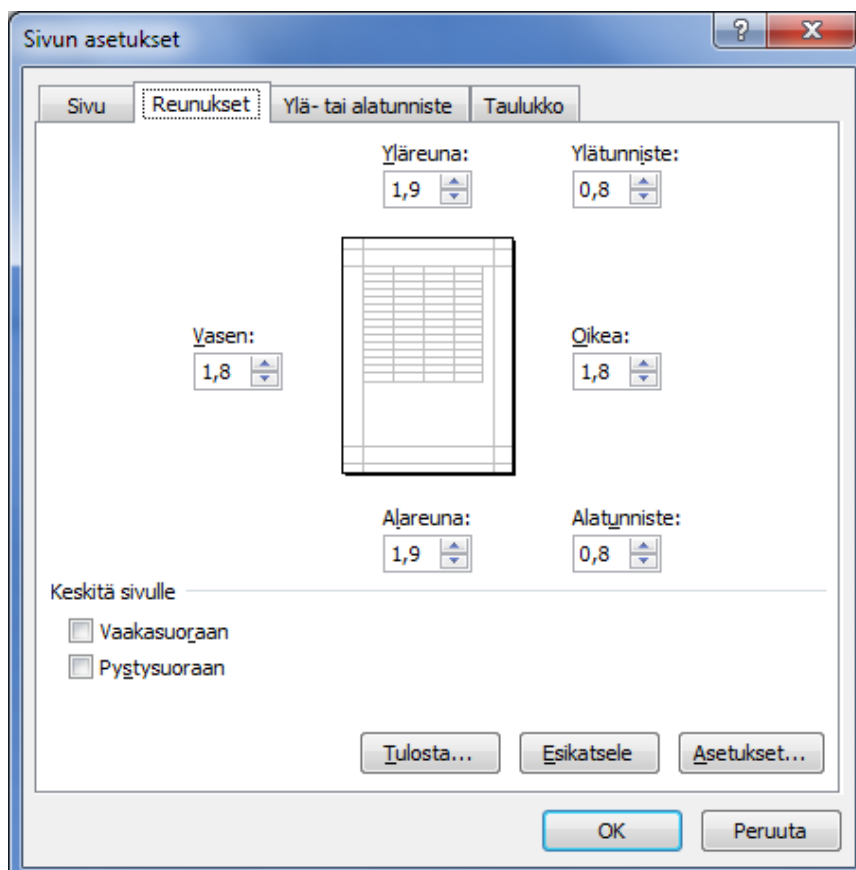 Sivun asetukset
Sivu Reunukset Ylä- tai alatunniste Taulukko
Yläreuna: Ylätunniste:
1,9 0,8
Vasen: Oikea:
1,8 1,8
Alareuna: Alatunniste:
1,9 0,8
Keskitä sivulle
Vaakasuoraan
Pystysuoraan
Tulosta... Esikatsele Asetukset...
OK Peruuta